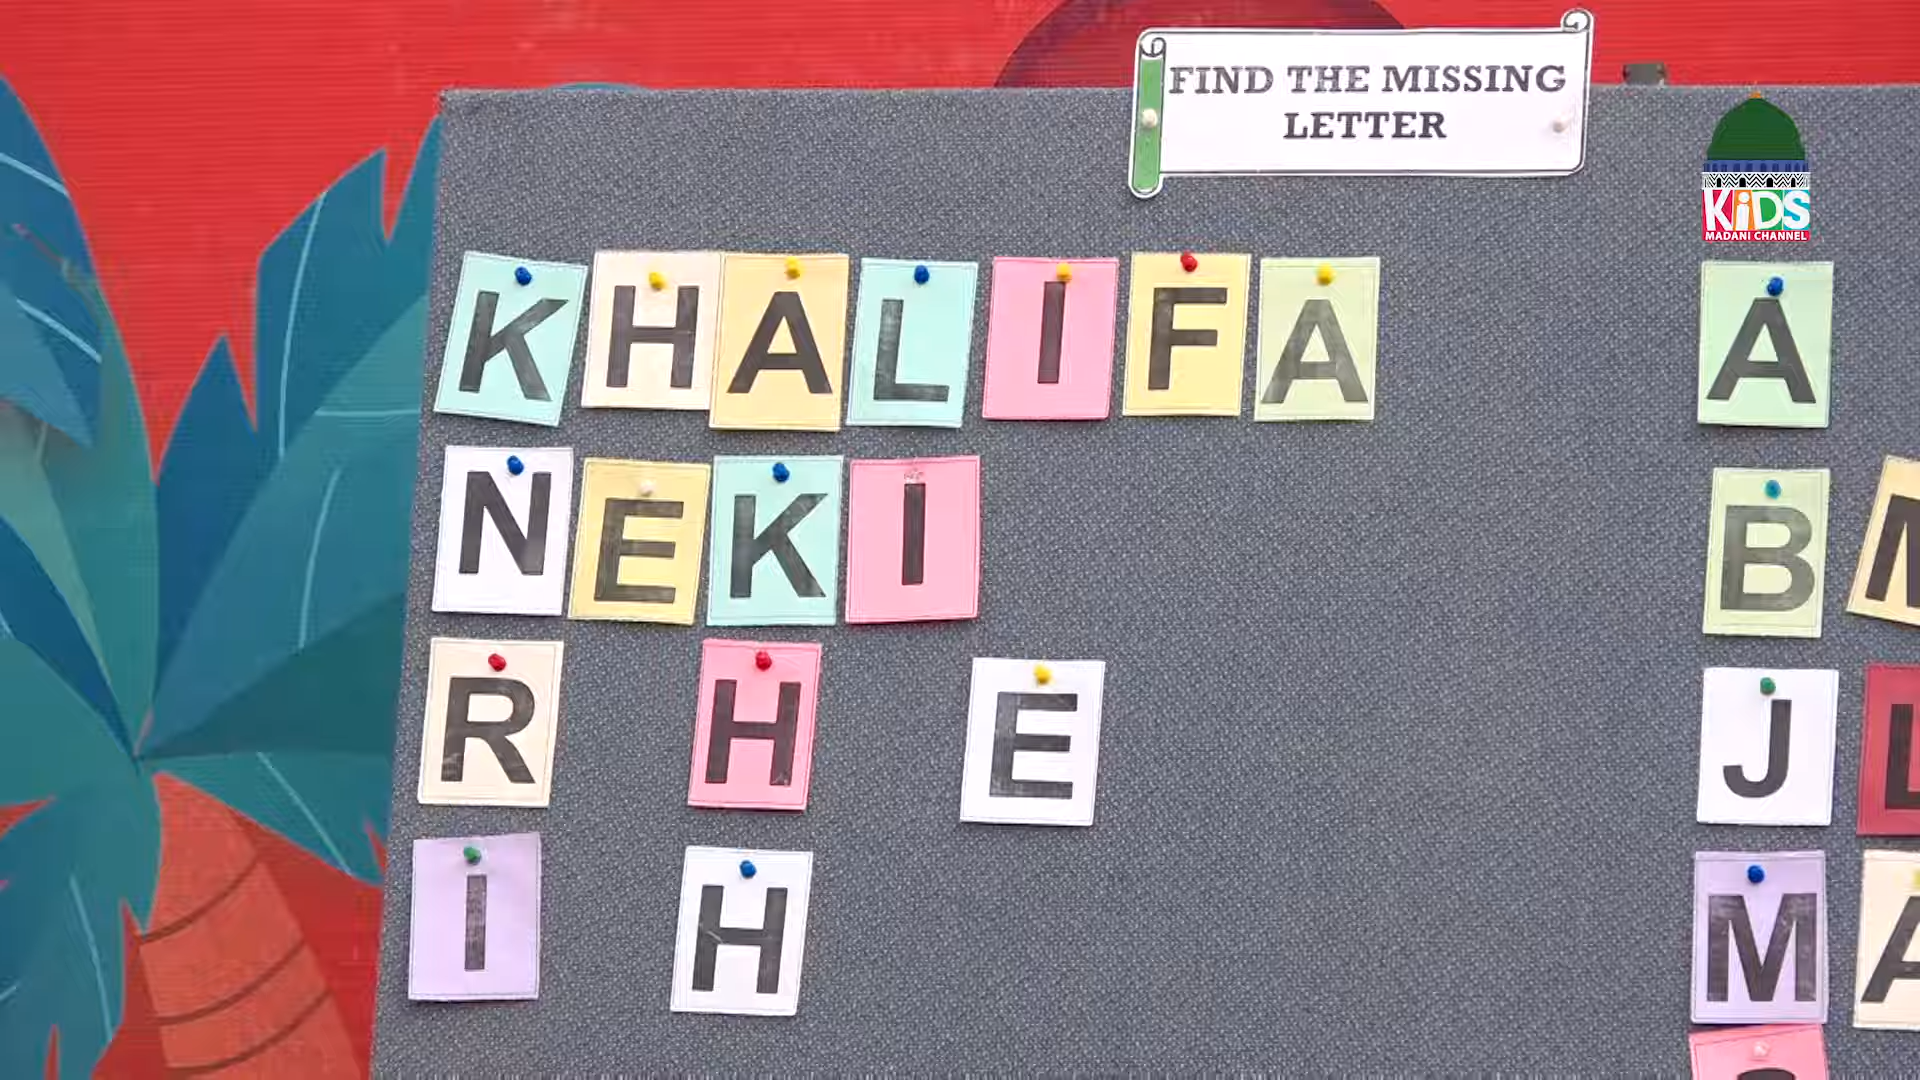 FIND THE MISSING
LETTER
KiDS
MADANI CHANNEL
KHALIFA
A
NEKI
B
R H E
J L
I H
M A